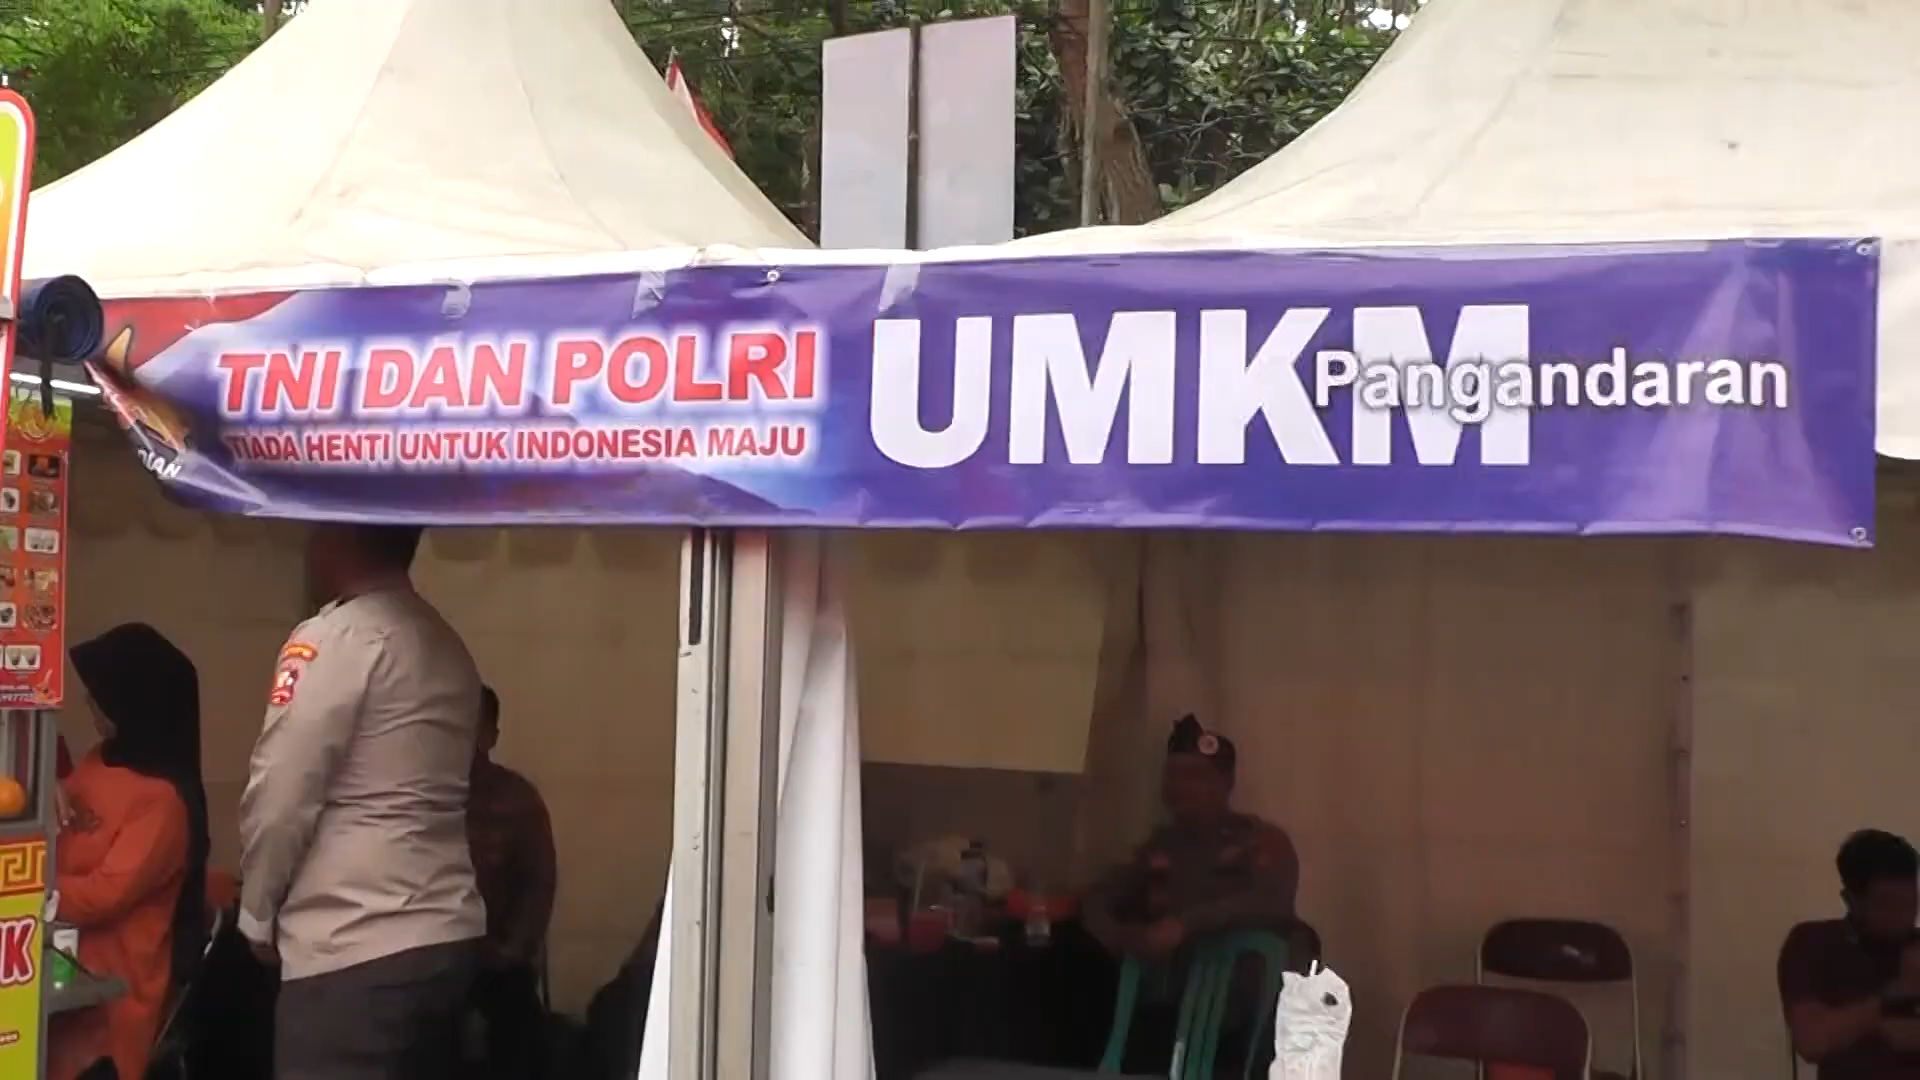 TNI DAN POLRI
TIADA HENTI UNTUK INDONESIA MAJU
UMKM
Pangandaran